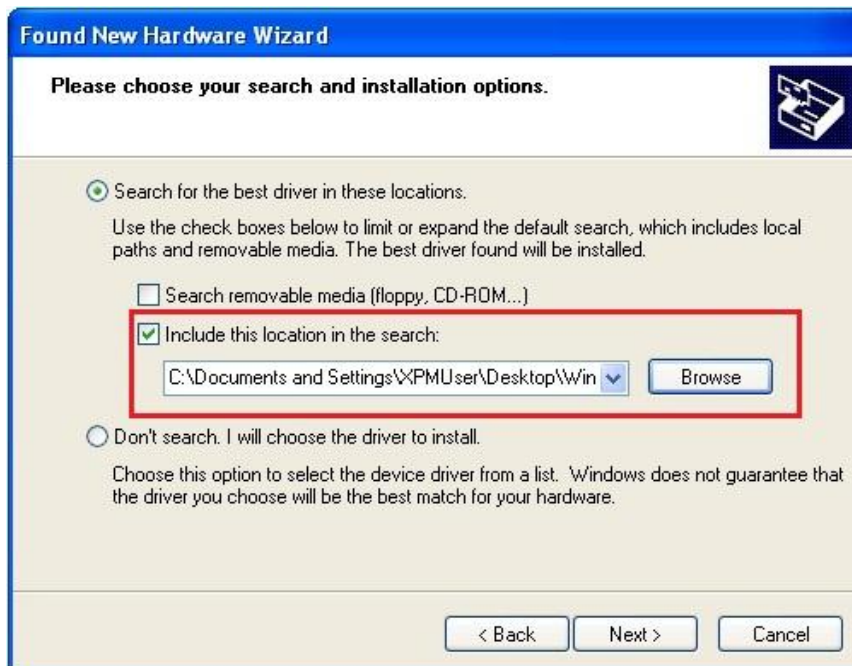 Found New Hardware Wizard
Please choose your search and installation options.
Search for the best driver in these locations.
Use the check boxes below to limit or expand the default search, which includes local
paths and removable media. The best driver found will be installed.
Search removable media (floppy, CD-ROM...)
Include this location in the search:
C:\Documents and Settings\XPMUser\Desktop\Win
Browse
Don't search. I will choose the driver to install.
Choose this option to select the device driver from a list. Windows does not guarantee that
the driver you choose will be the best match for your hardware.
< Back Next > Cancel